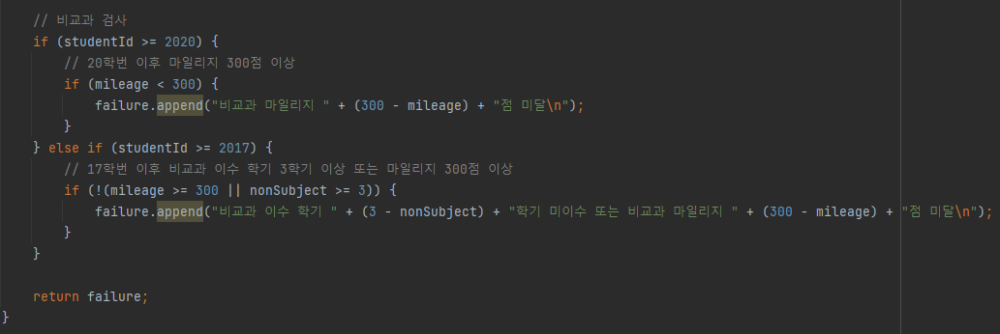 // 비교과 검사
if (studentId >= 2020) {
// 20학번 이후 마일리지 300점 이상
if (mileage < 300) {
failure.append("비교과 마일리지 " + (300 - mileage) + "점 미달\n");
}
} else if (studentId >= 2017) {
// 17학번 이후 비교과 이수 학기 3학기 이상 또는 마일리지 300점 이상
if (!(mileage >= 300 || nonSubject >= 3)) {
failure.append("비교과 이수 학기 " + (3 - nonSubject) + "학기 미이수 또는 비교과 마일리지 " + (300 - mileage) + "점 미달\n");
}
}
return failure;
}